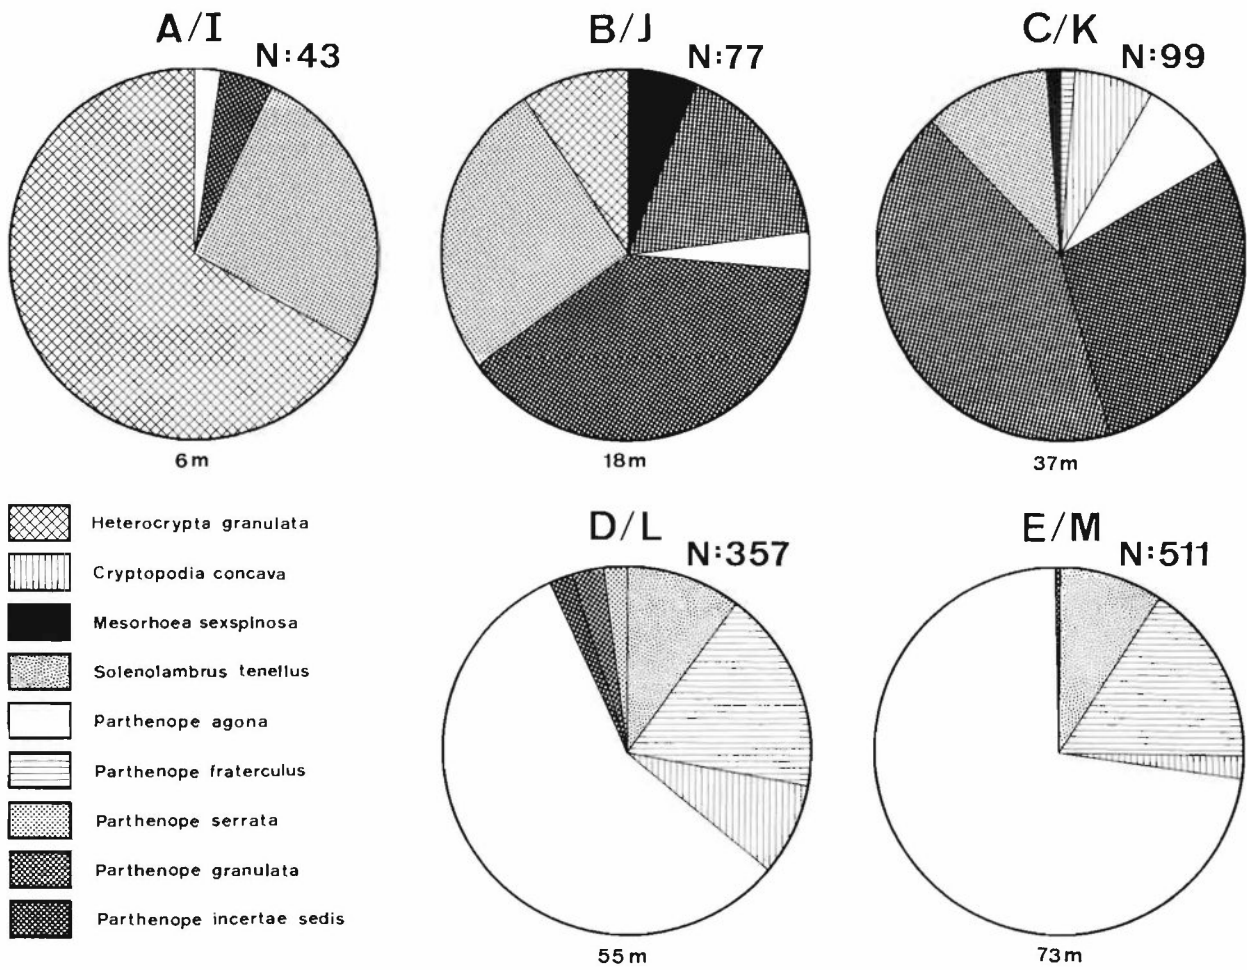 A/I
N:43
B/J
N:77
C/K
N:99
6m
18m
37m
Heterocrypta granulata
Cryptopodia concava
Mesorhoea sexspinosa
Solenolambrus tenellus
Parthenope agona
Parthenope fraterculus
Parthenope serrata
Parthenope granulata
Parthenope incertae sedis
D/L
N:357
E/M
N:511
55m
73m